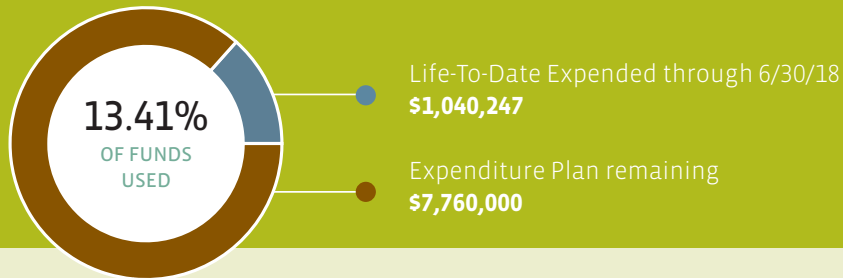 13.41%
OF FUNDS
USED
Life-To-Date Expended through 6/30/18
$1,040,247
Expenditure Plan remaining
$7,760,000